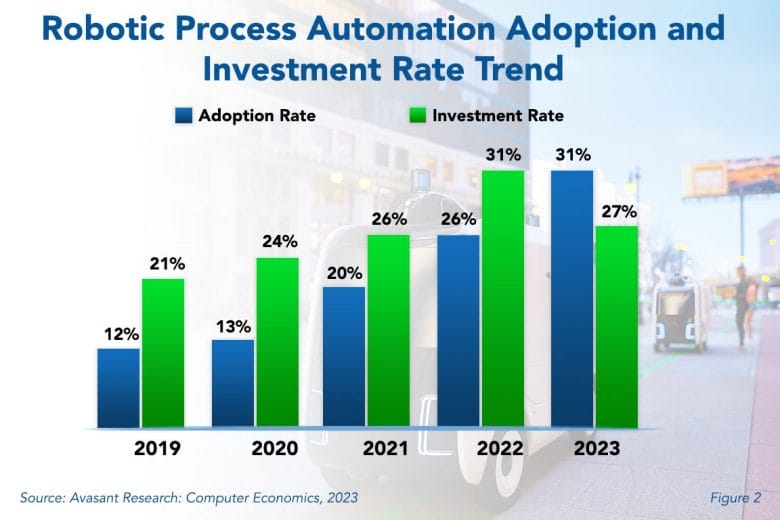 Robotic Process Automation Adoption and
Investment Rate Trend
Adoption Rate
Investment Rate
12%
21%
13%
24%
20%
26%
26%
31%
31%
27%
2019
2020
2021
2022
2023
Source: Avasant Research: Computer Economics, 2023
Figure 2